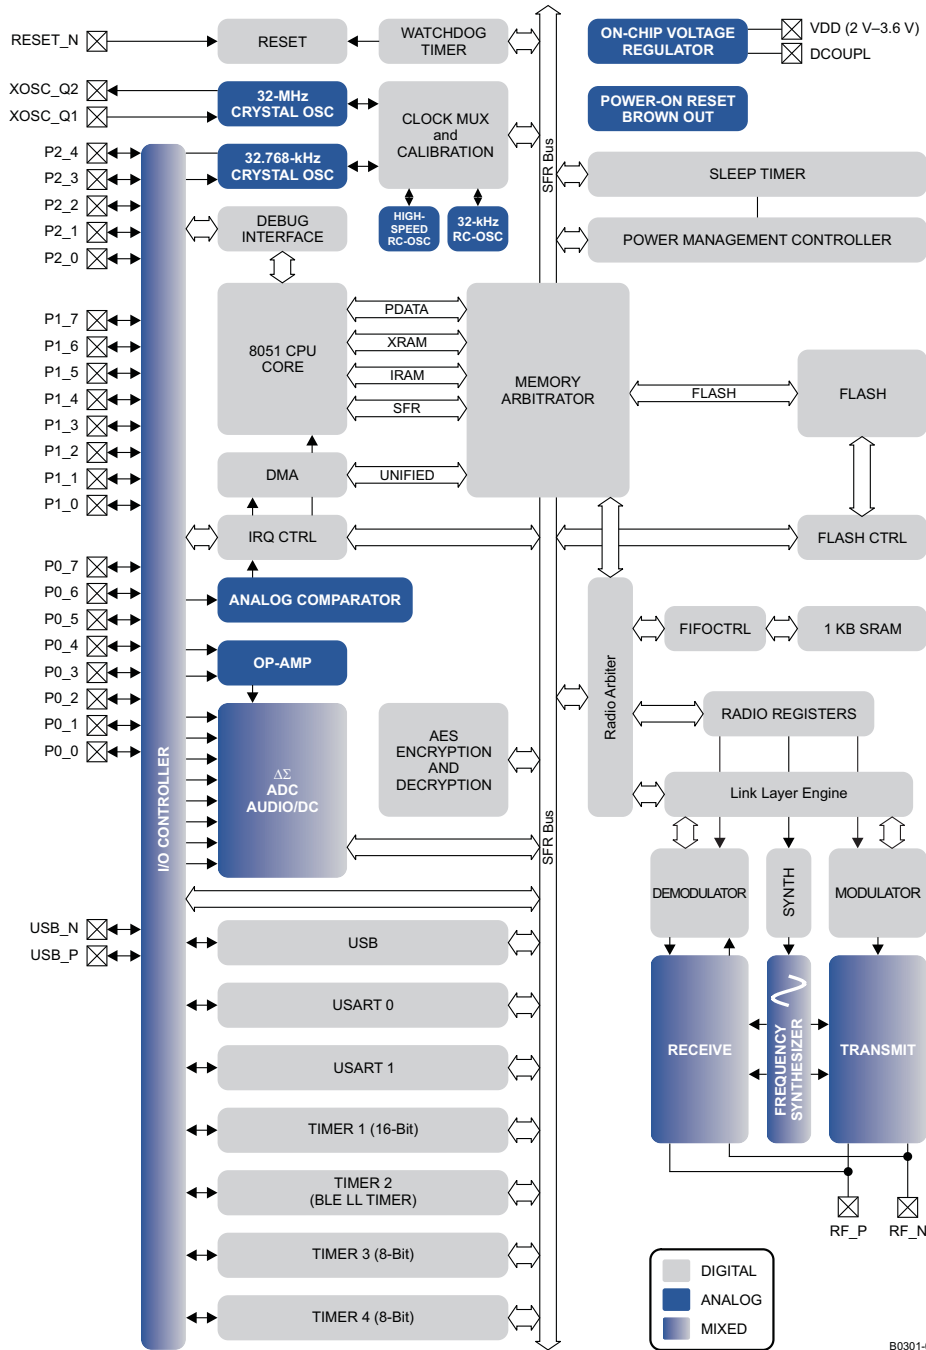 RESET_N
RESET
WATCHDOG
TIMER
ON-CHIP VOLTAGE
REGULATOR
VDD (2 V–3.6 V)
DCOUPL
XOSC_Q2
XOSC_Q1
32-MHz
CRYSTAL OSC
CLOCK MUX
and
CALIBRATION
SFR Bus
POWER-ON RESET
BROWN OUT
P2_4
P2_3
P2_2
P2_1
P2_0
32.768-kHz
CRYSTAL OSC
SLEEP TIMER
DEBUG
INTERFACE
HIGH-
SPEED
RC-OSC
32-kHz
RC-OSC
POWER MANAGEMENT CONTROLLER
P1_7
P1_6
P1_5
P1_4
P1_3
P1_2
P1_1
P1_0
8051 CPU
CORE
PDATA
XRAM
IRAM
SFR
MEMORY
ARBITRATOR
FLASH
FLASH
DMA
UNIFIED
IRQ CTRL
FLASH CTRL
P0_7
P0_6
P0_5
P0_4
P0_3
P0_2
P0_1
P0_0
ANALOG COMPARATOR
OP-AMP
Radio Arbiter
FIFOCTRL
1 KB SRAM
RADIO REGISTERS
I/O CONTROLLER
ΔΣ
ADC
AUDIO/DC
AES
ENCRYPTION
AND
DECRYPTION
SFR Bus
Link Layer Engine
DEMODULATOR
SYNTH
MODULATOR
USB_N
USB_P
USB
USART 0
USART 1
TIMER 1 (16-Bit)
TIMER 2
(BLE LL TIMER)
TIMER 3 (8-Bit)
TIMER 4 (8-Bit)
RECEIVE
FREQUENCY
SYNTHESIZER
TRANSMIT
RF_P
RF_N
DIGITAL
ANALOG
MIXED